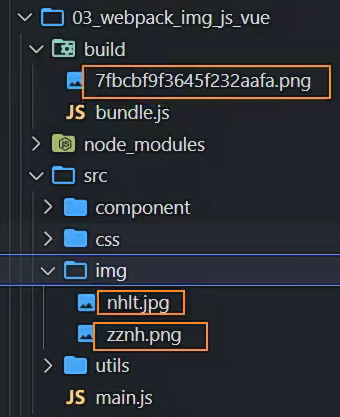 03_webpack_img_js_vue
build
7fbcbf9f3645f232aafa.png
JS bundle.js
node_modules
src
component
css
img
nhlt.jpg
zznh.png
utils
JS main.js